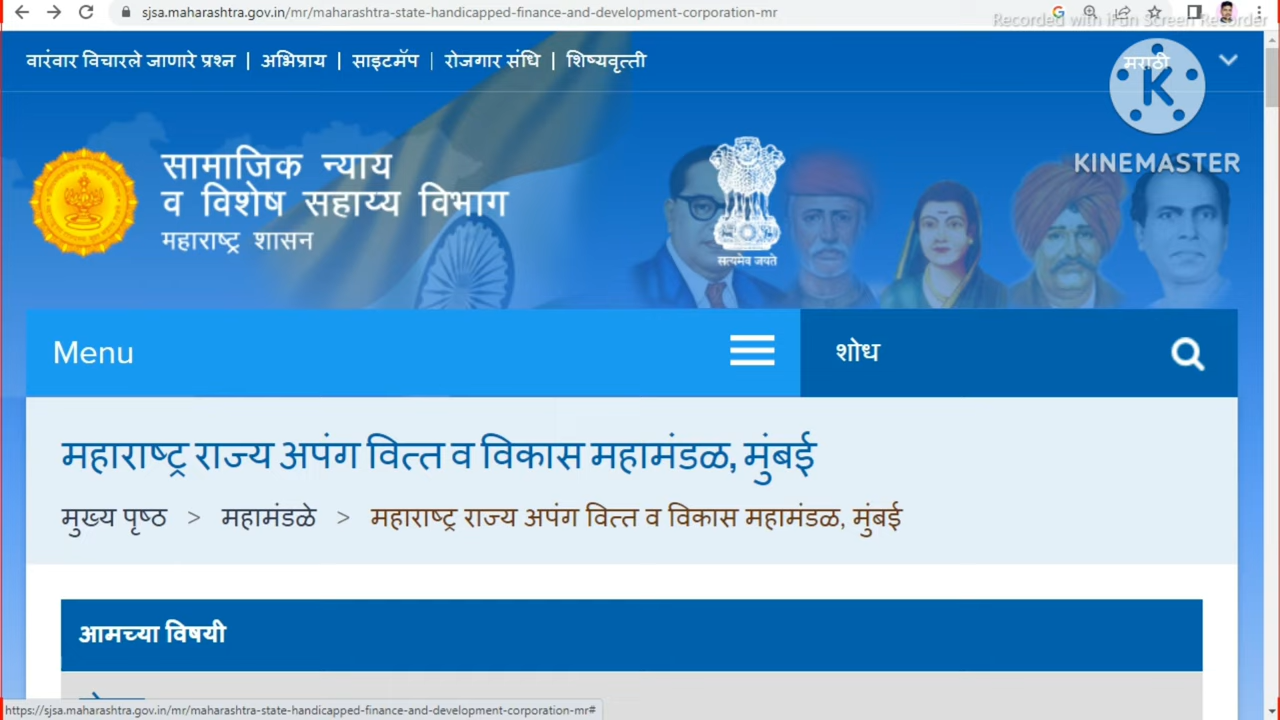 sjsa.maharashtra.gov.in/mr/maharashtra-state-handicapped-finance-and-development-corporation-mr
Recorded with iFun Screen Recorder
वारंवार विचारले जाणारे प्रश्न | अभिप्राय | साइटमॅप | रोजगार संधि | शिष्यवृत्ती
मराठी
K
KINEMASTER
सामाजिक न्याय
व विशेष सहाय्य विभाग
महाराष्ट्र शासन
सत्यमेव जयते
Menu
शोध
महाराष्ट्र राज्य अपंग वित्त व विकास महामंडळ, मुंबई
मुख्य पृष्ठ > महामंडळे > महाराष्ट्र राज्य अपंग वित्त व विकास महामंडळ, मुंबई
आमच्या विषयी
https://sjsa.maharashtra.gov.in/mr/maharashtra-state-handicapped-finance-and-development-corporation-mr#